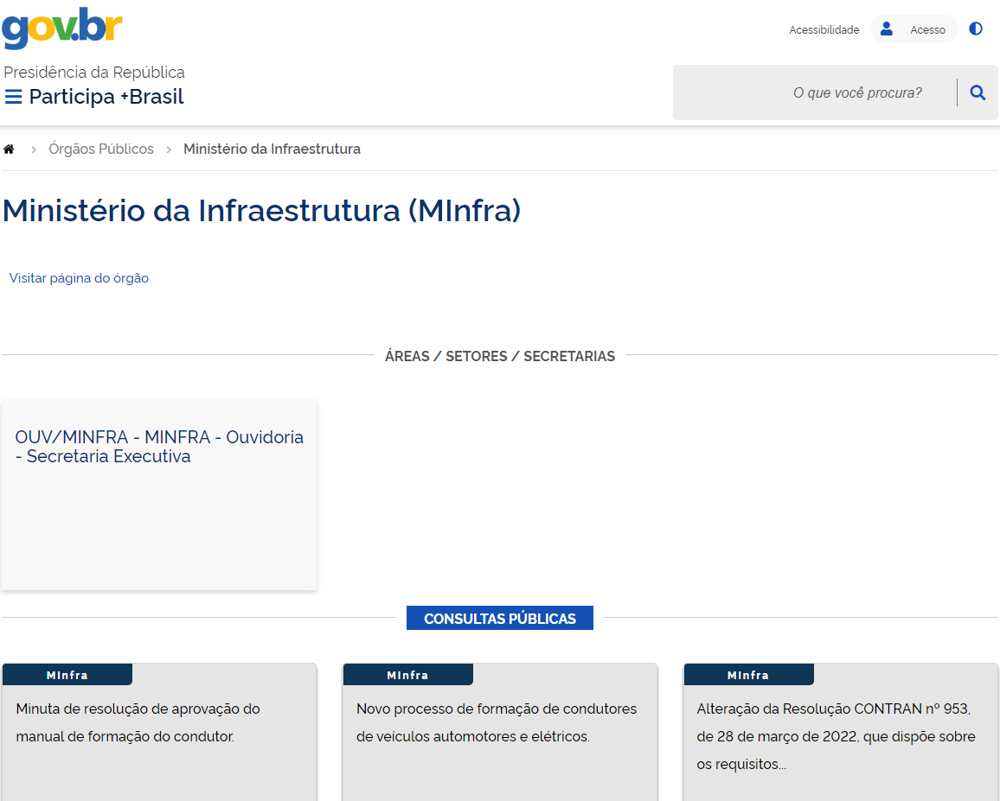 gov.br
Acessibilidade
Acesso
Presidência da República
Participa +Brasil
O que você procura?
Órgãos Públicos
Ministério da Infraestrutura
Ministério da Infraestrutura (MInfra)
Visitar página do órgão
ÁREAS / SETORES / SECRETARIAS
OUV/MINFRA - MINFRA - Ouvidoria
- Secretaria Executiva
CONSULTAS PÚBLICAS
MInfra
Minuta de resolução de aprovação do
manual de formação do condutor.
MInfra
Novo processo de formação de condutores
de veículos automotores e elétricos.
MInfra
Alteração da Resolução CONTRAN nº 953,
de 28 de março de 2022, que dispõe sobre
os requisitos...